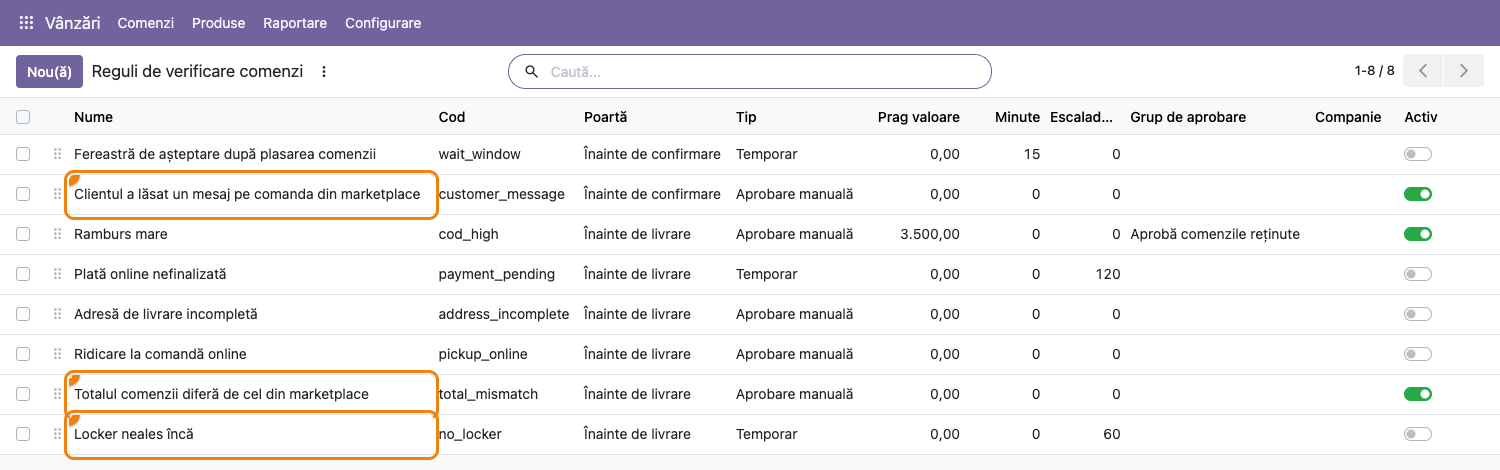 Vânzări Comenzi Produse Raportare Configurare
Nou(ă) Reguli de verificare comenzi Caută... 1-8 / 8
Nume Cod Poartă Tip Prag valoare Minute Escalad... Grup de aprobare Companie Activ
Fereastră de așteptare după plasarea comenzii wait_window Înainte de confirmare Temporar 0,00 15 0
Clientul a lăsat un mesaj pe comanda din marketplace customer_message Înainte de confirmare Aprobare manuală 0,00 0 0
Ramburs mare cod_high Înainte de livrare Aprobare manuală 3.500,00 0 0 Aprobă comenzile reținute
Plată online nefinalizată payment_pending Înainte de livrare Temporar 0,00 0 120
Adresă de livrare incompletă address_incomplete Înainte de livrare Aprobare manuală 0,00 0 0
Ridicare la comandă online pickup_online Înainte de livrare Aprobare manuală 0,00 0 0
Totalul comenzii diferă de cel din marketplace total_mismatch Înainte de livrare Aprobare manuală 0,00 0 0
Locker neales încă no_locker Înainte de livrare Temporar 0,00 0 60